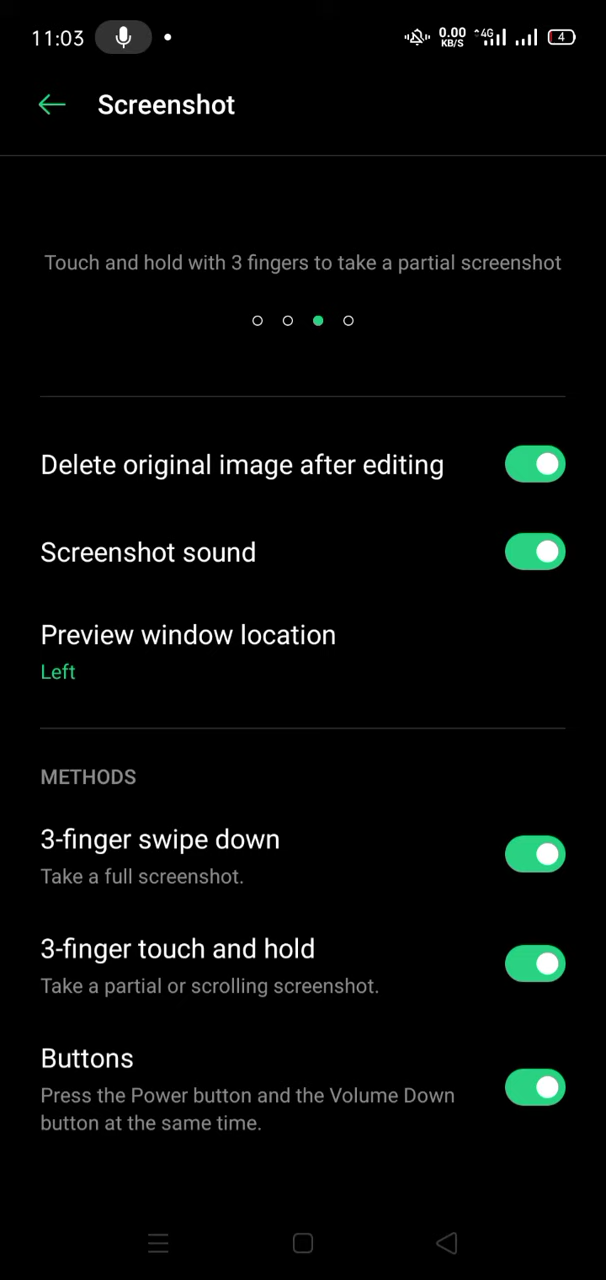 11:03
0.00
KB/S
4G
4
Screenshot
Touch and hold with 3 fingers to take a partial screenshot
Delete original image after editing
Screenshot sound
Preview window location
Left
METHODS
3-finger swipe down
Take a full screenshot.
3-finger touch and hold
Take a partial or scrolling screenshot.
Buttons
Press the Power button and the Volume Down
button at the same time.